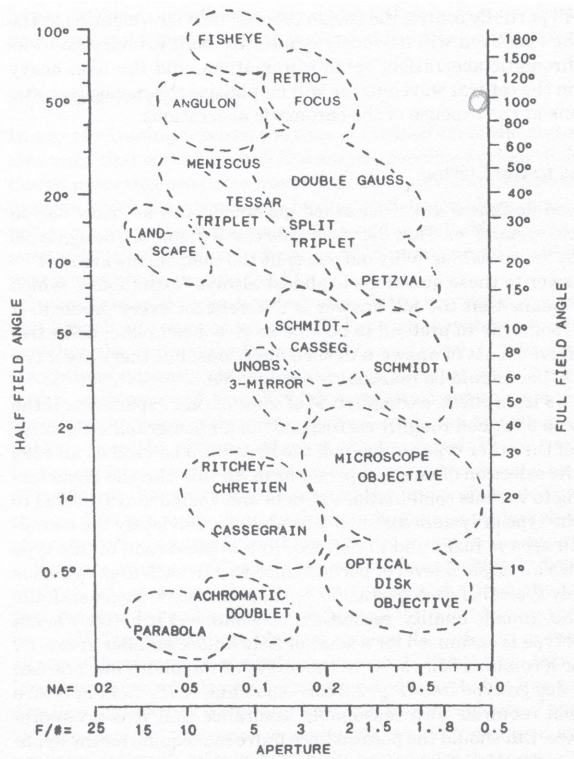 100°
FISHEYE
180°
150°
RETRO-
120°
50°
ANGULON
FOCUS
100°
80°
MENISCUS
60°
DOUBLE GAUSS
20°
TESSAR
40°
TRIPLET
SPLIT
30°
LAND-
TRIPLET
SCAPE
10°
20°
PETZVAL
15°
5°
SCHMIDT
10°
CASSEG.
8°
UNOBS.
SCHMIDT
3-MIRROR
6°
5°
2°
4°
RITCHEY-
MICROSCOPE
3°
CHRETIEN
OBJECTIVE
1°
2°
CASSEGRAIN
0.5°
OPTICAL
1°
ACHROMATIC
DISK
DOUBLET
OBJECTIVE
PARABOLA
HALF FIELD ANGLE
FULL FIELD ANGLE
NA= .02 .05 0.1 0.2 0.5 1.0
F/#= 25 15 10 5 3 1.5 1 0.5
APERTURE